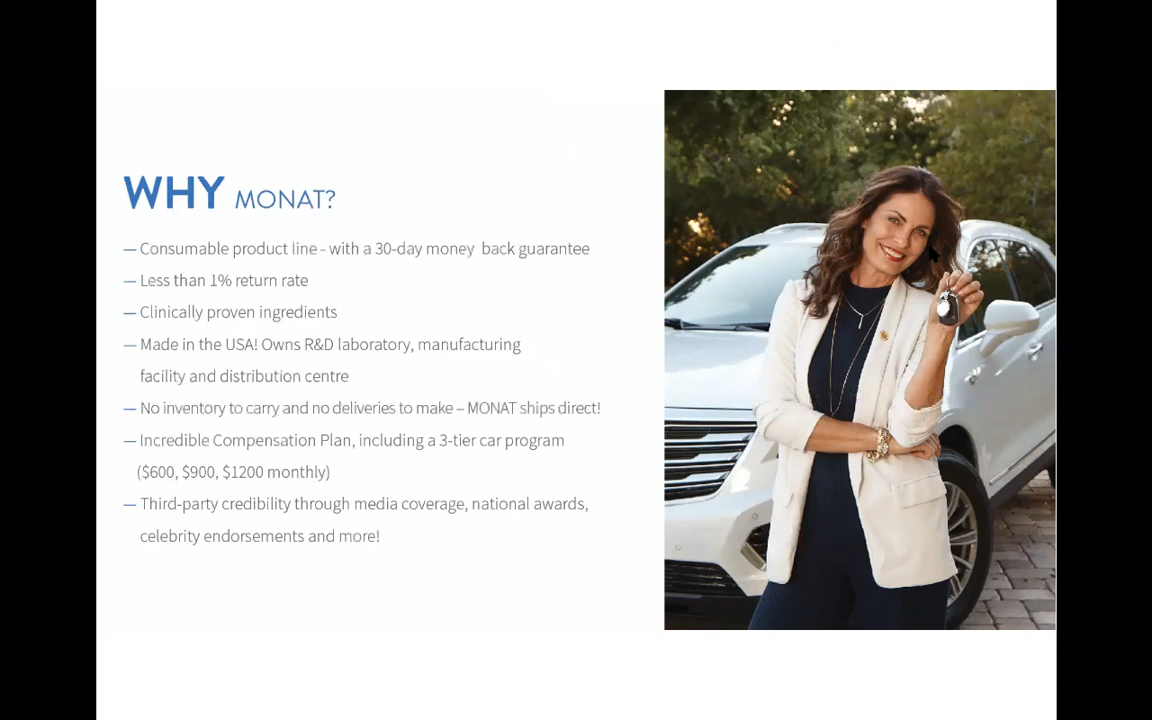 WHY MONAT?
— Consumable product line - with a 30-day money back guarantee
— Less than 1% return rate
— Clinically proven ingredients
— Made in the USA! Owns R&D laboratory, manufacturing
facility and distribution centre
— No inventory to carry and no deliveries to make – MONAT ships direct!
— Incredible Compensation Plan, including a 3-tier car program
($600, $900, $1200 monthly)
— Third-party credibility through media coverage, national awards,
celebrity endorsements and more!